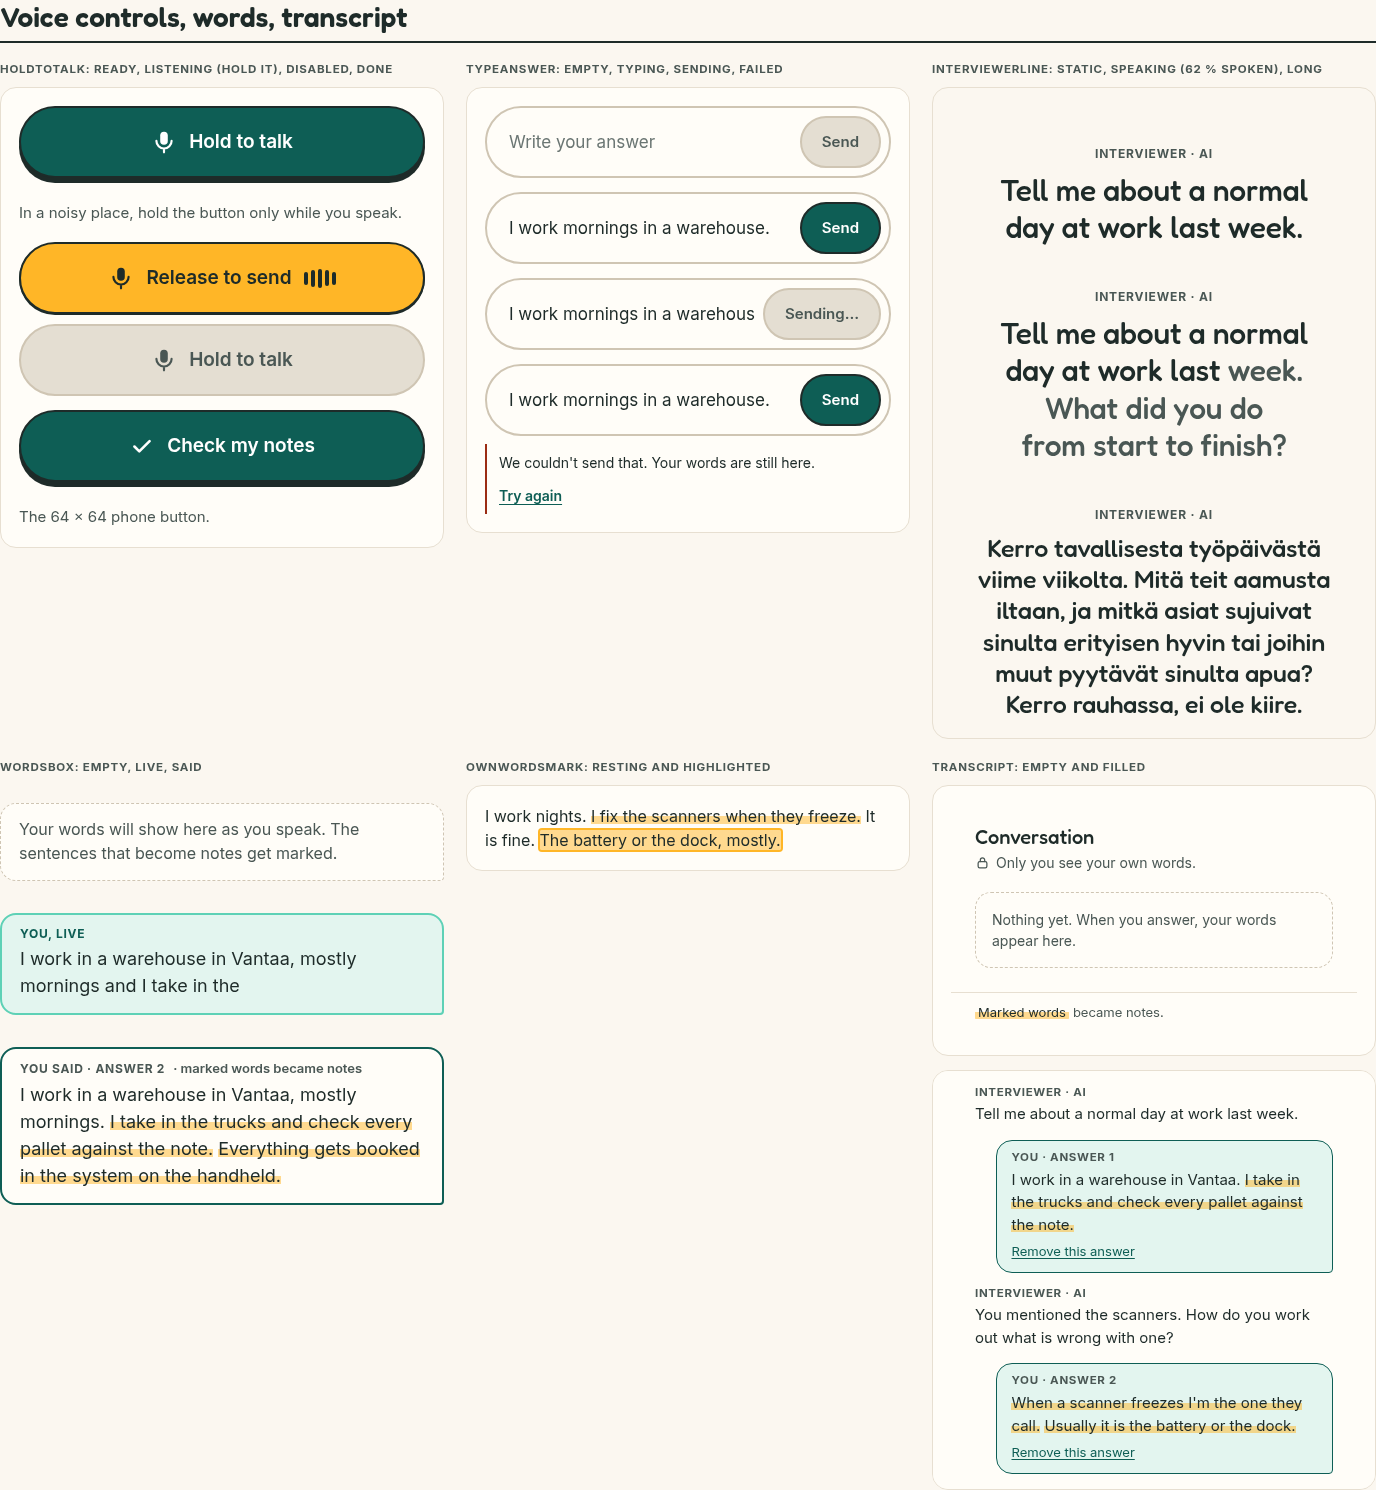 Voice controls, words, transcript
HOLDTOTALK: READY, LISTENING (HOLD IT), DISABLED, DONE
Hold to talk
In a noisy place, hold the button only while you speak.
Release to send
Hold to talk
Check my notes
The 64 × 64 phone button.
TYPEANSWER: EMPTY, TYPING, SENDING, FAILED
Write your answer
Send
I work mornings in a warehouse.
Send
I work mornings in a warehous
Sending…
I work mornings in a warehouse.
Send
We couldn't send that. Your words are still here.
Try again
INTERVIEWERLINE: STATIC, SPEAKING (62 % SPOKEN), LONG
INTERVIEWER · AI
Tell me about a normal
day at work last week.
INTERVIEWER · AI
Tell me about a normal
day at work last week.
What did you do
from start to finish?
INTERVIEWER · AI
Kerro tavallisesta työpäivästä
viime viikolta. Mitä teit aamusta
iltaan, ja mitkä asiat sujuivat
sinulta erityisen hyvin tai joihin
muut pyytävät sinulta apua?
Kerro rauhassa, ei ole kiire.
WORDSBOX: EMPTY, LIVE, SAID
Your words will show here as you speak. The
sentences that become notes get marked.
YOU, LIVE
I work in a warehouse in Vantaa, mostly
mornings and I take in the
YOU SAID · ANSWER 2 · marked words became notes
I work in a warehouse in Vantaa, mostly
mornings. I take in the trucks and check every
pallet against the note. Everything gets booked
in the system on the handheld.
OWNWORDSMARK: RESTING AND HIGHLIGHTED
I work nights. I fix the scanners when they freeze. It
is fine. The battery or the dock, mostly.
TRANSCRIPT: EMPTY AND FILLED
Conversation
Only you see your own words.
Nothing yet. When you answer, your words
appear here.
Marked words became notes.
INTERVIEWER · AI
Tell me about a normal day at work last week.
YOU · ANSWER 1
I work in a warehouse in Vantaa. I take in
the trucks and check every pallet against
the note.
Remove this answer
INTERVIEWER · AI
You mentioned the scanners. How do you work
out what is wrong with one?
YOU · ANSWER 2
When a scanner freezes I'm the one they
call. Usually it is the battery or the dock.
Remove this answer